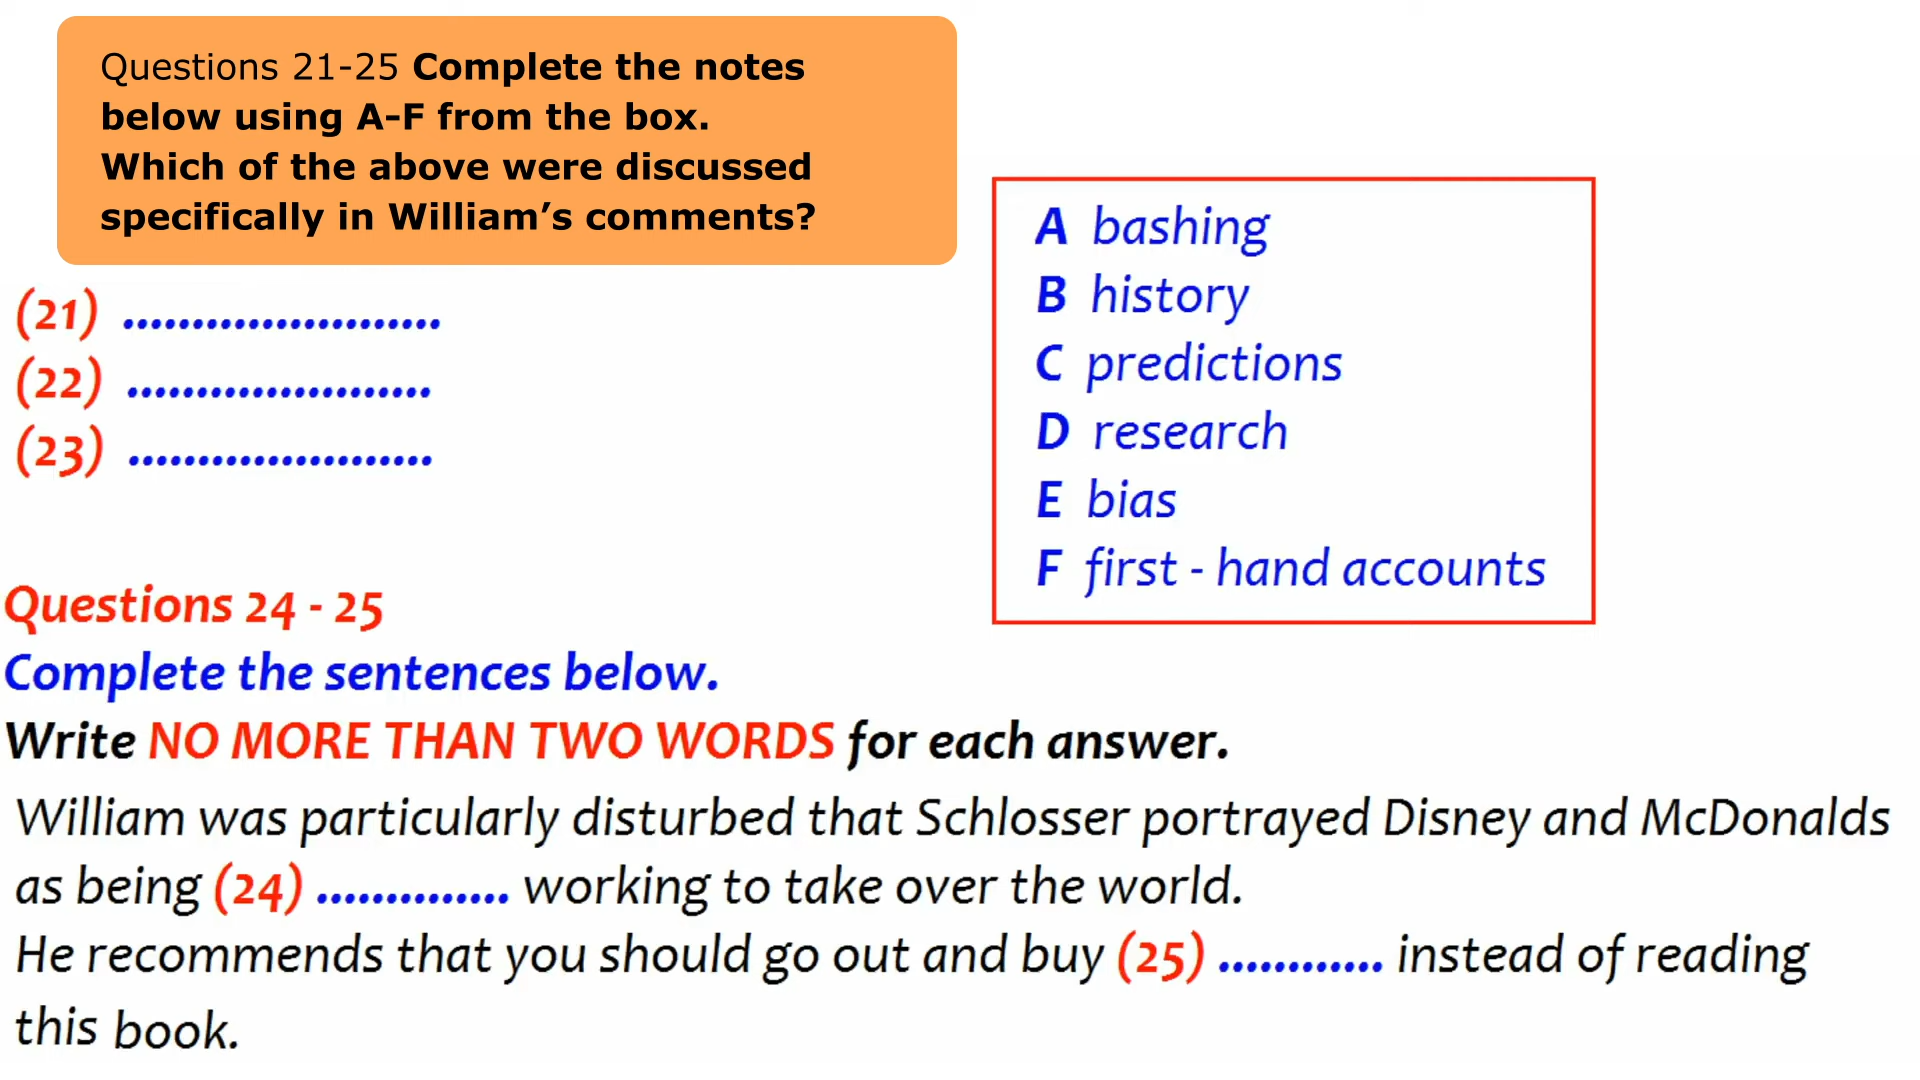 Questions 21-25 Complete the notes
below using A-F from the box.
Which of the above were discussed
specifically in William’s comments?
(21) .......................
(22) ......................
(23) ......................
A bashing
B history
C predictions
D research
E bias
F first - hand accounts
Questions 24 - 25
Complete the sentences below.
Write NO MORE THAN TWO WORDS for each answer.
William was particularly disturbed that Schlosser portrayed Disney and McDonalds
as being (24) .............. working to take over the world.
He recommends that you should go out and buy (25) ............ instead of reading
this book.